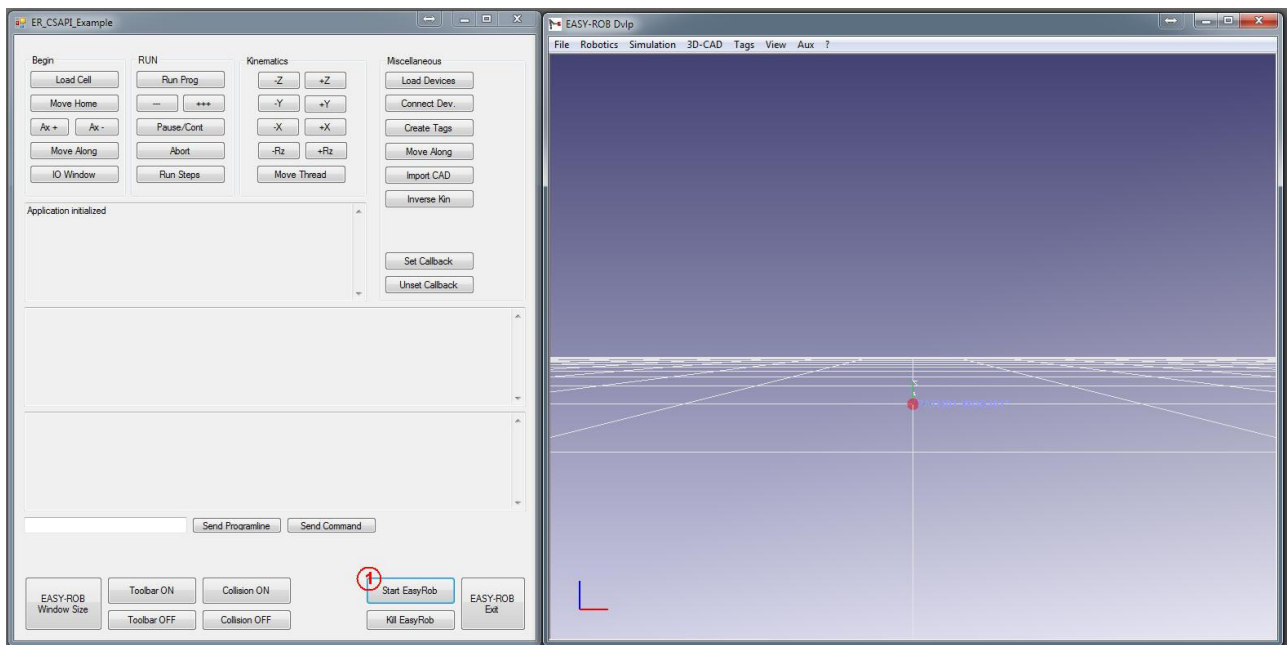 ER_CSAPI_Example
Begin
Load Cell
Move Home
Ax +
Ax -
Move Along
IO Window
RUN
Run Prog
---
+++
Pause/Cont
Abort
Run Steps
Kinematics
-Z
+Z
-Y
+Y
-X
+X
-Rz
+Rz
Move Thread
Miscellaneous
Load Devices
Connect Dev.
Create Tags
Move Along
Import CAD
Inverse Kin
Set Callback
Unset Callback
Application initialized
Send Programline
Send Command
EASY-ROB
Window Size
Toolbar ON
Toolbar OFF
Collision ON
Collision OFF
1
Start EasyRob
Kill EasyRob
EASY-ROB
Exit
EASY-ROB Dvlp
File Robotics Simulation 3D-CAD Tags View Aux ?